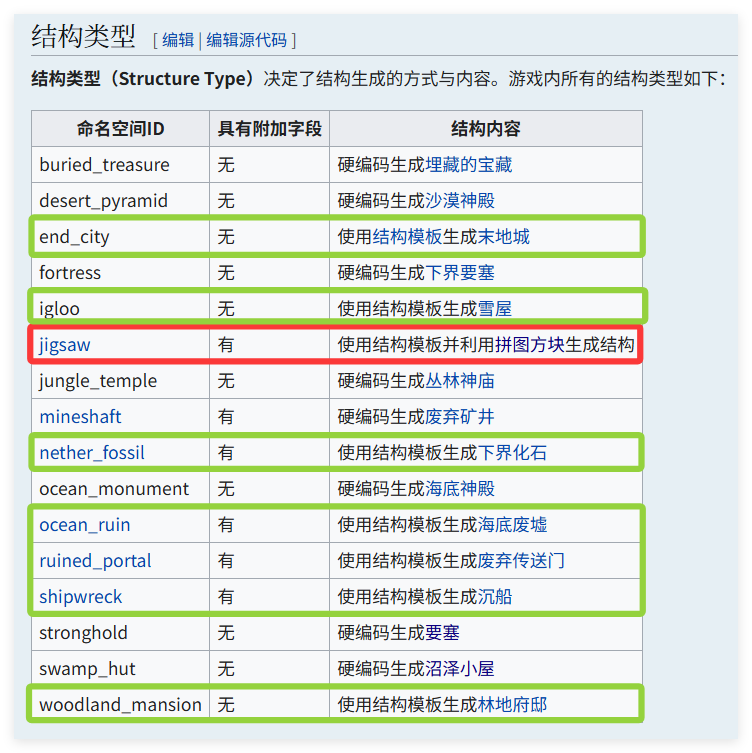 结构类型 [ 编辑 | 编辑源代码 ]
结构类型（Structure Type）决定了结构生成的方式与内容。游戏内所有的结构类型如下：
命名空间ID 具有附加字段 结构内容
buried_treasure 无 硬编码生成埋藏的宝藏
desert_pyramid 无 硬编码生成沙漠神殿
end_city 无 使用结构模板生成末地城
fortress 无 硬编码生成下界要塞
igloo 无 使用结构模板生成雪屋
jigsaw 有 使用结构模板并利用拼图方块生成结构
jungle_temple 无 硬编码生成丛林神庙
mineshaft 有 硬编码生成废弃矿井
nether_fossil 有 使用结构模板生成下界化石
ocean_monument 无 硬编码生成海底神殿
ocean_ruin 有 使用结构模板生成海底废墟
ruined_portal 有 使用结构模板生成废弃传送门
shipwreck 有 使用结构模板生成沉船
stronghold 无 硬编码生成要塞
swamp_hut 无 硬编码生成沼泽小屋
woodland_mansion 无 使用结构模板生成林地府邸